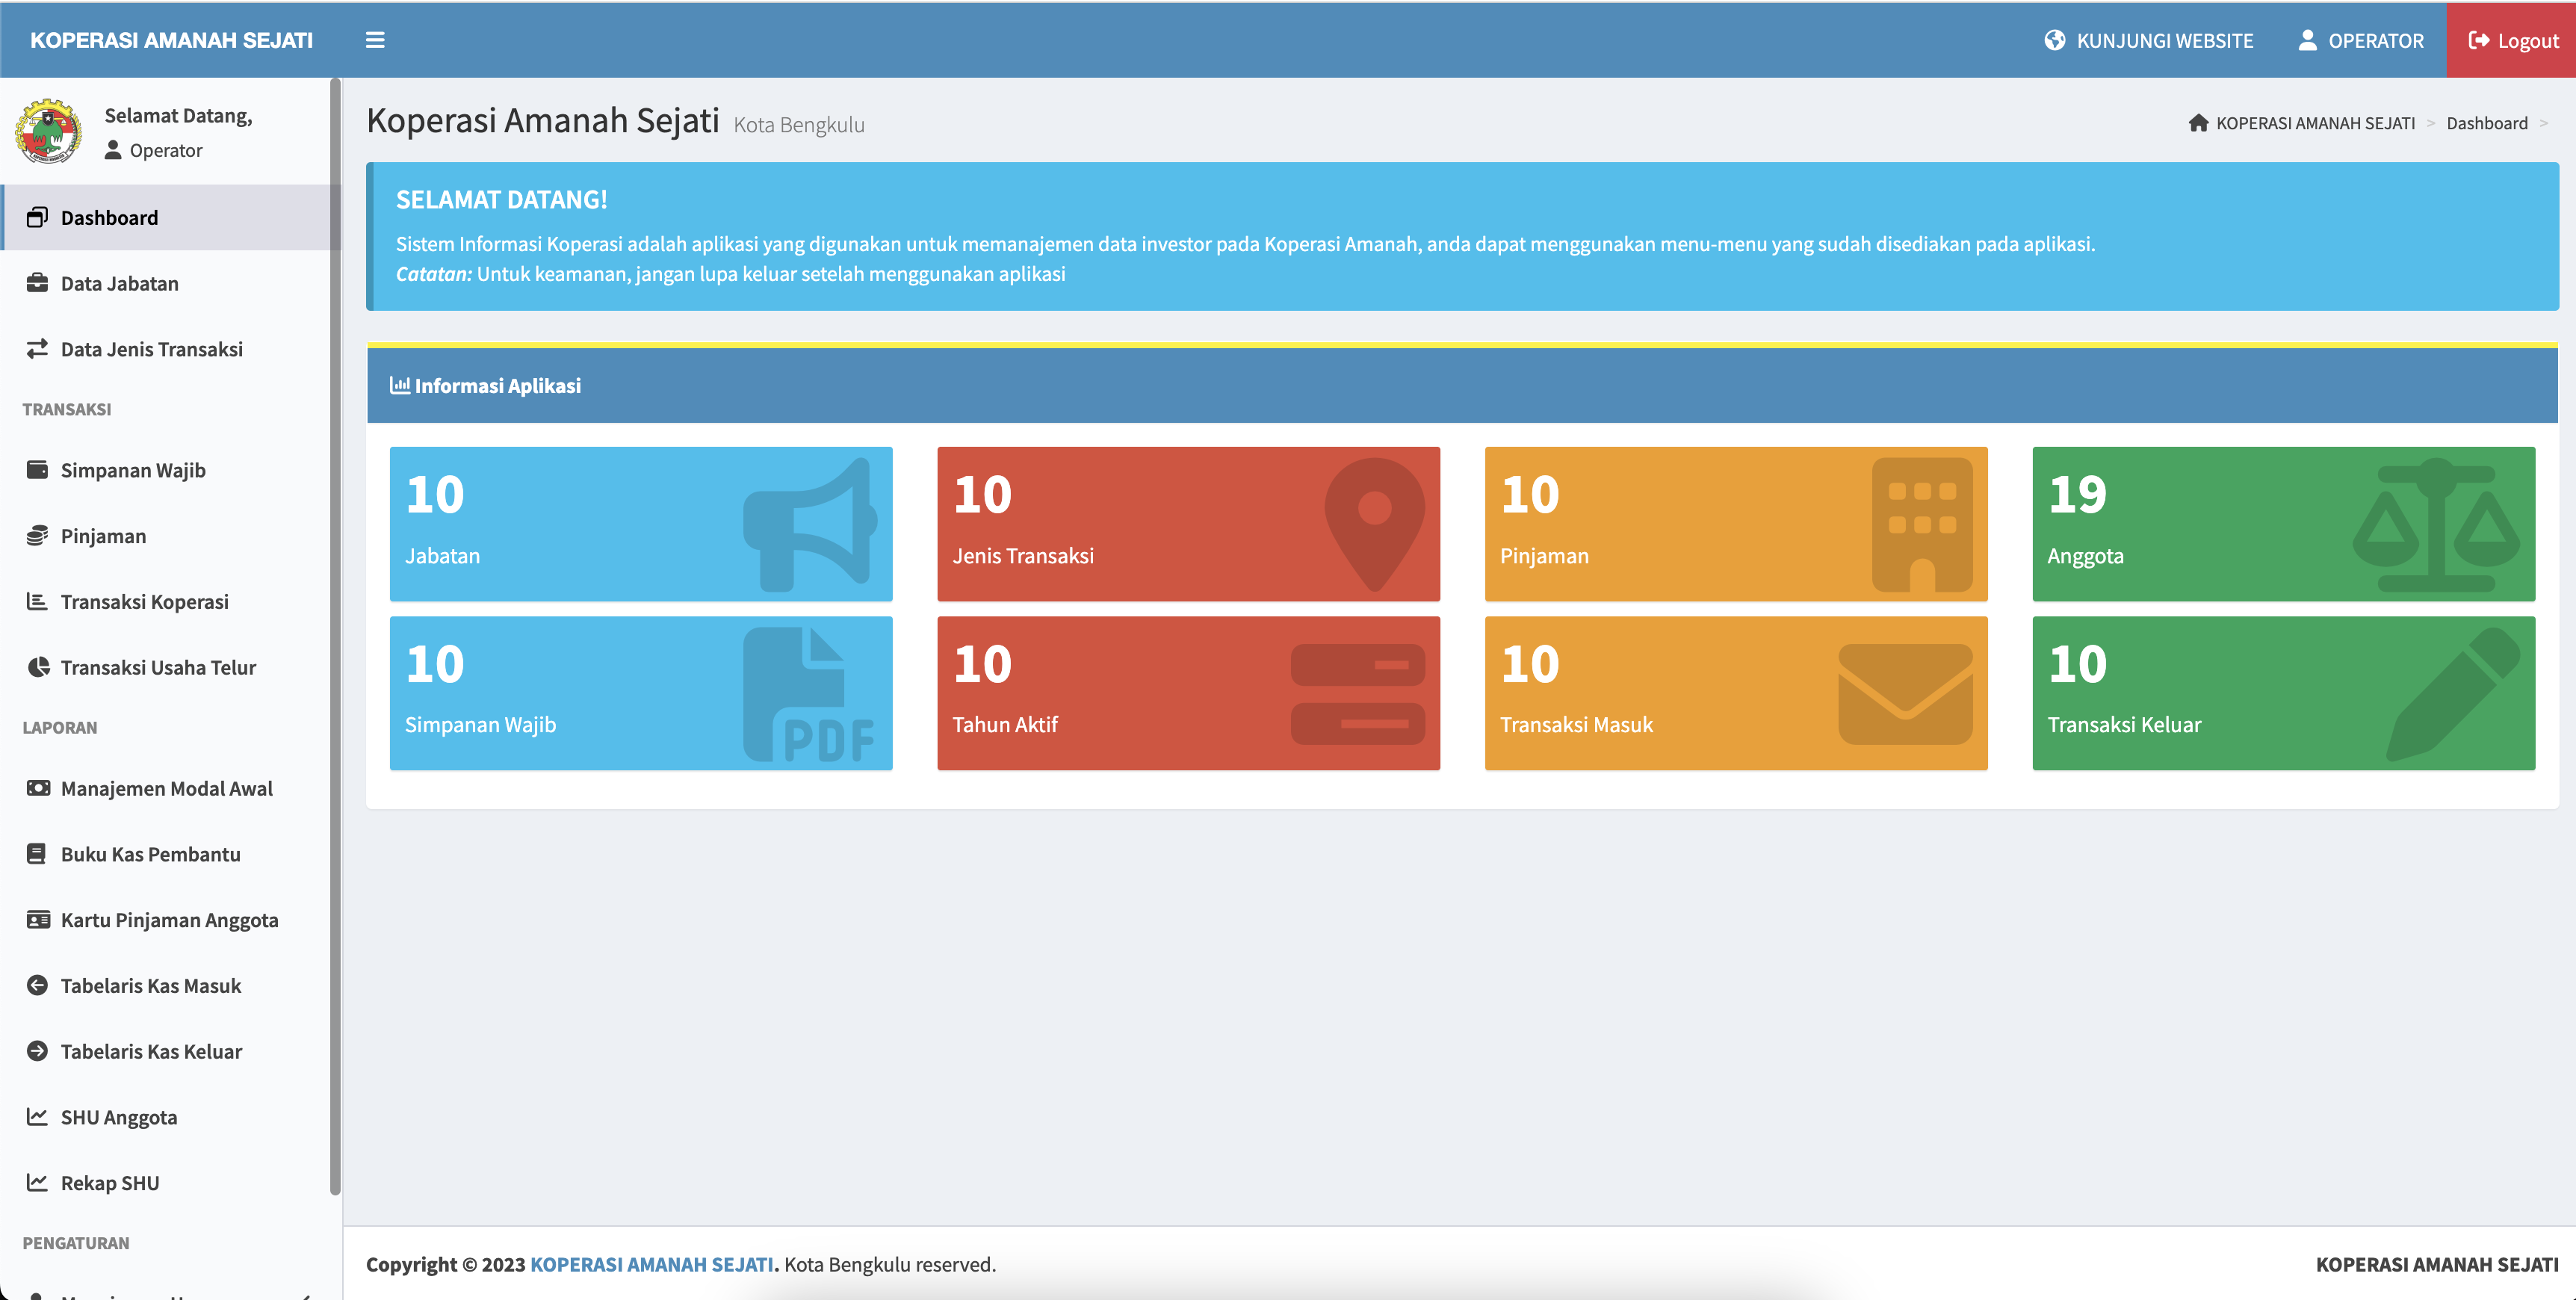 KOPERASI AMANAH SEJATI
KUNJUNGI WEBSITE
OPERATOR
Logout
Selamat Datang,
Operator
Dashboard
Data Jabatan
Data Jenis Transaksi
TRANSAKSI
Simpanan Wajib
Pinjaman
Transaksi Koperasi
Transaksi Usaha Telur
LAPORAN
Manajemen Modal Awal
Buku Kas Pembantu
Kartu Pinjaman Anggota
Tabelaris Kas Masuk
Tabelaris Kas Keluar
SHU Anggota
Rekap SHU
PENGATURAN
Koperasi Amanah Sejati Kota Bengkulu
KOPERASI AMANAH SEJATI > Dashboard >
SELAMAT DATANG!
Sistem Informasi Koperasi adalah aplikasi yang digunakan untuk memanajemen data investor pada Koperasi Amanah, anda dapat menggunakan menu-menu yang sudah disediakan pada aplikasi.
Catatan: Untuk keamanan, jangan lupa keluar setelah menggunakan aplikasi
Informasi Aplikasi
10
Jabatan
10
Jenis Transaksi
10
Pinjaman
19
Anggota
10
Simpanan Wajib
PDF
10
Tahun Aktif
10
Transaksi Masuk
10
Transaksi Keluar
Copyright © 2023 KOPERASI AMANAH SEJATI. Kota Bengkulu reserved.
KOPERASI AMANAH SEJATI